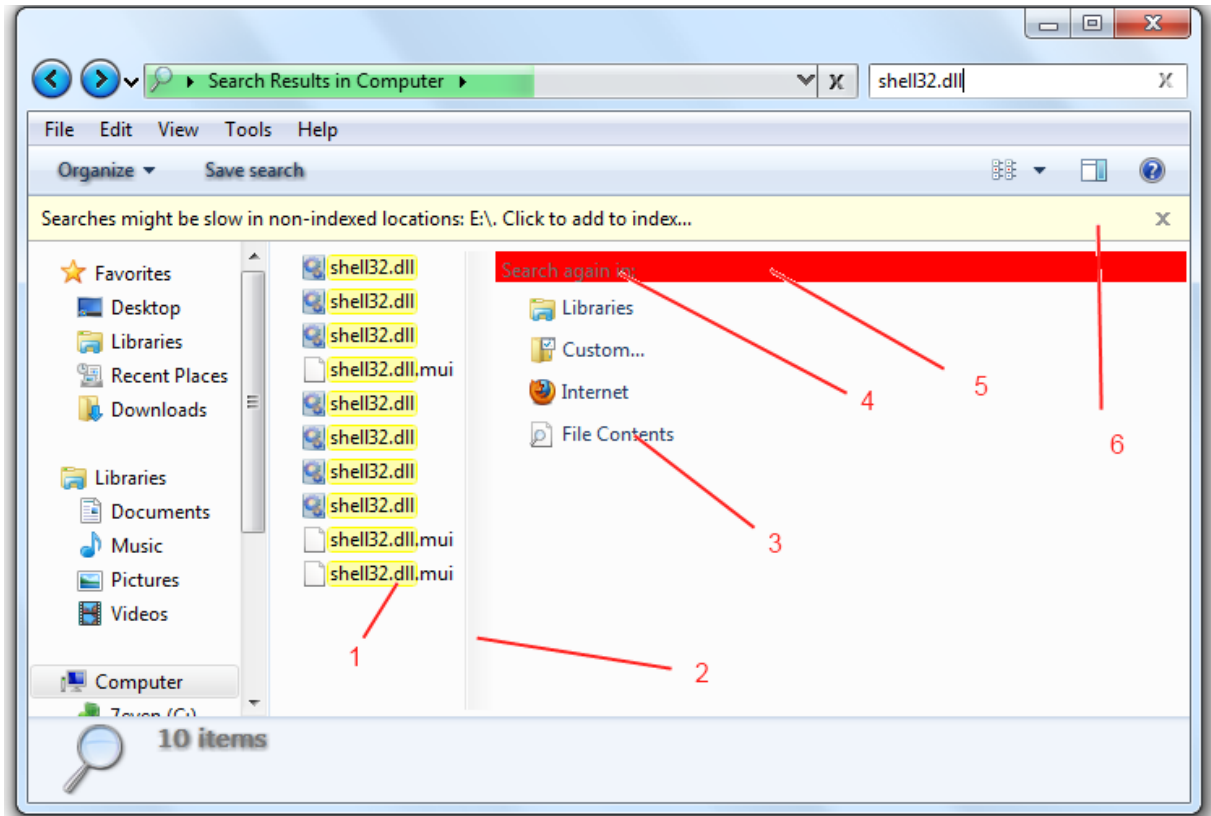 Search Results in Computer
shell32.dll
File Edit View Tools Help
Organize Save search
Searches might be slow in non-indexed locations: E:\. Click to add to index...
Favorites
Desktop
Libraries
Recent Places
Downloads
Libraries
Documents
Music
Pictures
Videos
Computer
7even (C:)
shell32.dll
shell32.dll
shell32.dll
shell32.dll.mui
shell32.dll
shell32.dll
shell32.dll
shell32.dll
shell32.dll.mui
shell32.dll.mui
Search again in:
Libraries
Custom...
Internet
File Contents
1
2
3
4
5
6
10 items